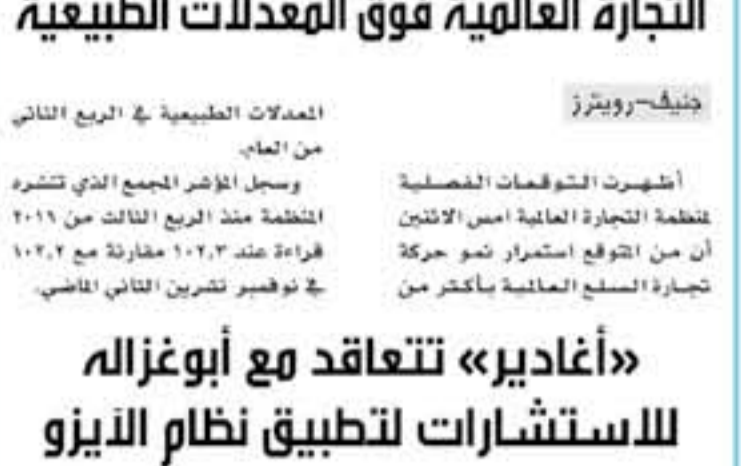 التجارة العالمية فوق المعدلات الطبيعية
جنيف-رويترز
أظهرت التوقعات الفصلية
لمنظمة التجارة العالمية امس الاثنين
أن من المتوقع استمرار نمو حركة
تجارة السلع العالمية بأكثر من
المعدلات الطبيعية في الربع الثاني
من العام.
وسجل المؤشر المجمع الذي تنشره
المنظمة منذ الربع الثالث من ٢٠١٦
قراءة عند ١٠٢,٣ مقارنة مع ١٠٢,٢
في نوفمبر تشرين الثاني الماضي.
«أغادير» تتعاقد مع أبوغزاله
للاستشارات لتطبيق نظام الآيزو